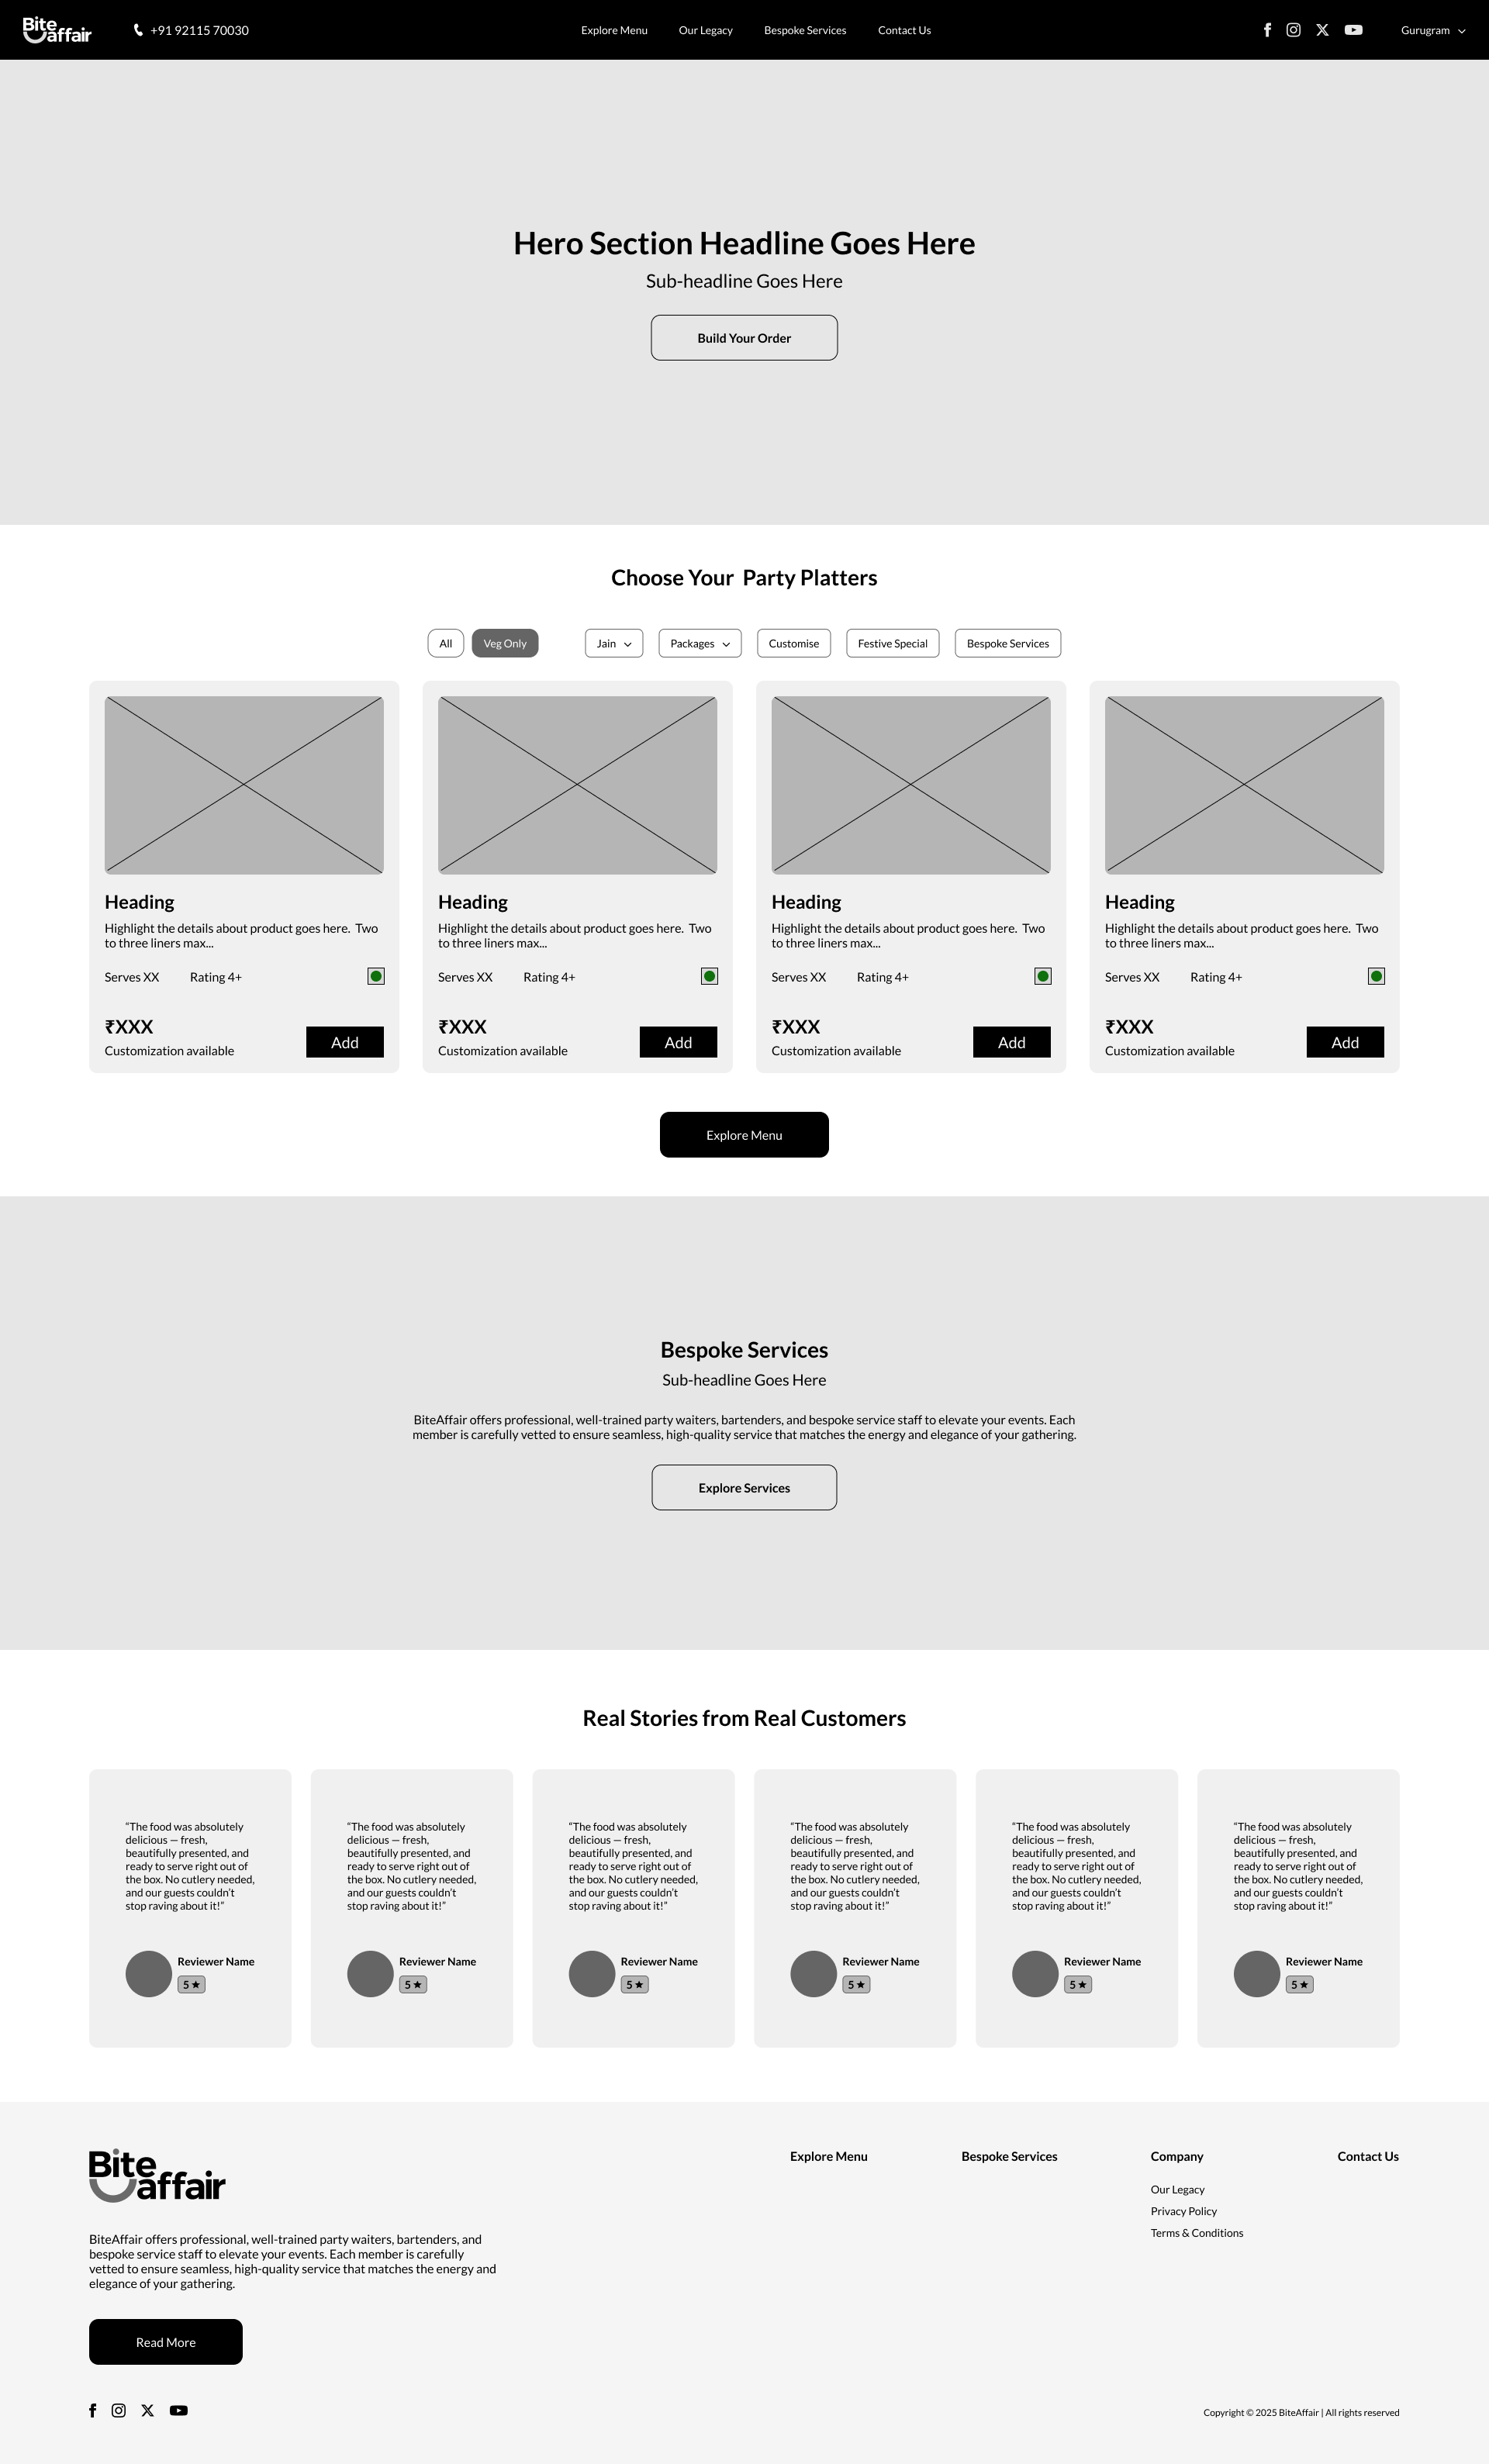 Bite affair
+91 92115 70030
Explore Menu
Our Legacy
Bespoke Services
Contact Us
Gurugram
Hero Section Headline Goes Here
Sub-headline Goes Here
Build Your Order
Choose Your  Party Platters
All
Veg Only
Jain
Packages
Customise
Festive Special
Bespoke Services
Heading
Highlight the details about product goes here.  Two
to three liners max...
Serves XX
Rating 4+
₹XXX
Customization available
Add
Heading
Highlight the details about product goes here.  Two
to three liners max...
Serves XX
Rating 4+
₹XXX
Customization available
Add
Heading
Highlight the details about product goes here.  Two
to three liners max...
Serves XX
Rating 4+
₹XXX
Customization available
Add
Heading
Highlight the details about product goes here.  Two
to three liners max...
Serves XX
Rating 4+
₹XXX
Customization available
Add
Explore Menu
Bespoke Services
Sub-headline Goes Here
BiteAffair offers professional, well-trained party waiters, bartenders, and bespoke service staff to elevate your events. Each
member is carefully vetted to ensure seamless, high-quality service that matches the energy and elegance of your gathering.
Explore Services
Real Stories from Real Customers
“The food was absolutely
delicious — fresh,
beautifully presented, and
ready to serve right out of
the box. No cutlery needed,
and our guests couldn’t
stop raving about it!”
Reviewer Name
5 ★
“The food was absolutely
delicious — fresh,
beautifully presented, and
ready to serve right out of
the box. No cutlery needed,
and our guests couldn’t
stop raving about it!”
Reviewer Name
5 ★
“The food was absolutely
delicious — fresh,
beautifully presented, and
ready to serve right out of
the box. No cutlery needed,
and our guests couldn’t
stop raving about it!”
Reviewer Name
5 ★
“The food was absolutely
delicious — fresh,
beautifully presented, and
ready to serve right out of
the box. No cutlery needed,
and our guests couldn’t
stop raving about it!”
Reviewer Name
5 ★
“The food was absolutely
delicious — fresh,
beautifully presented, and
ready to serve right out of
the box. No cutlery needed,
and our guests couldn’t
stop raving about it!”
Reviewer Name
5 ★
“The food was absolutely
delicious — fresh,
beautifully presented, and
ready to serve right out of
the box. No cutlery needed,
and our guests couldn’t
stop raving about it!”
Reviewer Name
5 ★
Bite
affair
BiteAffair offers professional, well-trained party waiters, bartenders, and
bespoke service staff to elevate your events. Each member is carefully
vetted to ensure seamless, high-quality service that matches the energy and
elegance of your gathering.
Read More
Explore Menu
Bespoke Services
Company
Our Legacy
Privacy Policy
Terms & Conditions
Contact Us
Copyright © 2025 BiteAffair | All rights reserved